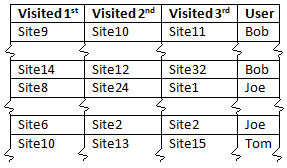 Visited 1st Visited 2nd Visited 3rd User
Site9 Site10 Site11 Bob
Site14 Site12 Site32 Bob
Site8 Site24 Site1 Joe
Site6 Site2 Site2 Joe
Site10 Site13 Site15 Tom